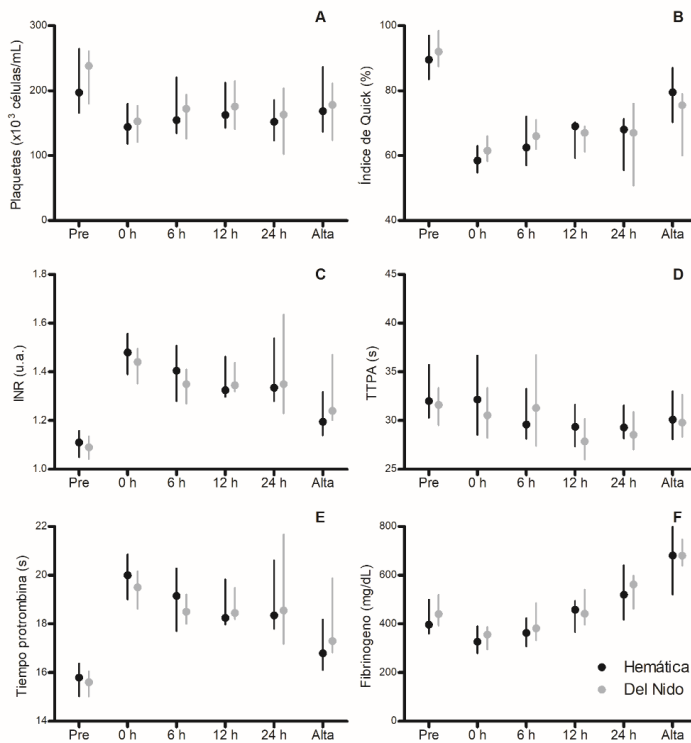 A
Plaquetas (x10³ células/mL)
300
200
100
0
Pre 0 h 6 h 12 h 24 h Alta
B
Índice de Quick (%)
100
80
60
40
Pre 0 h 6 h 12 h 24 h Alta
C
INR (u.a.)
1.8
1.6
1.4
1.2
1.0
Pre 0 h 6 h 12 h 24 h Alta
D
TTPA (s)
45
40
35
30
25
Pre 0 h 6 h 12 h 24 h Alta
E
Tiempo protrombina (s)
22
20
18
16
14
Pre 0 h 6 h 12 h 24 h Alta
F
Fibrinogeno (mg/dL)
800
600
400
200
0
Hemática
Del Nido
Pre 0 h 6 h 12 h 24 h Alta